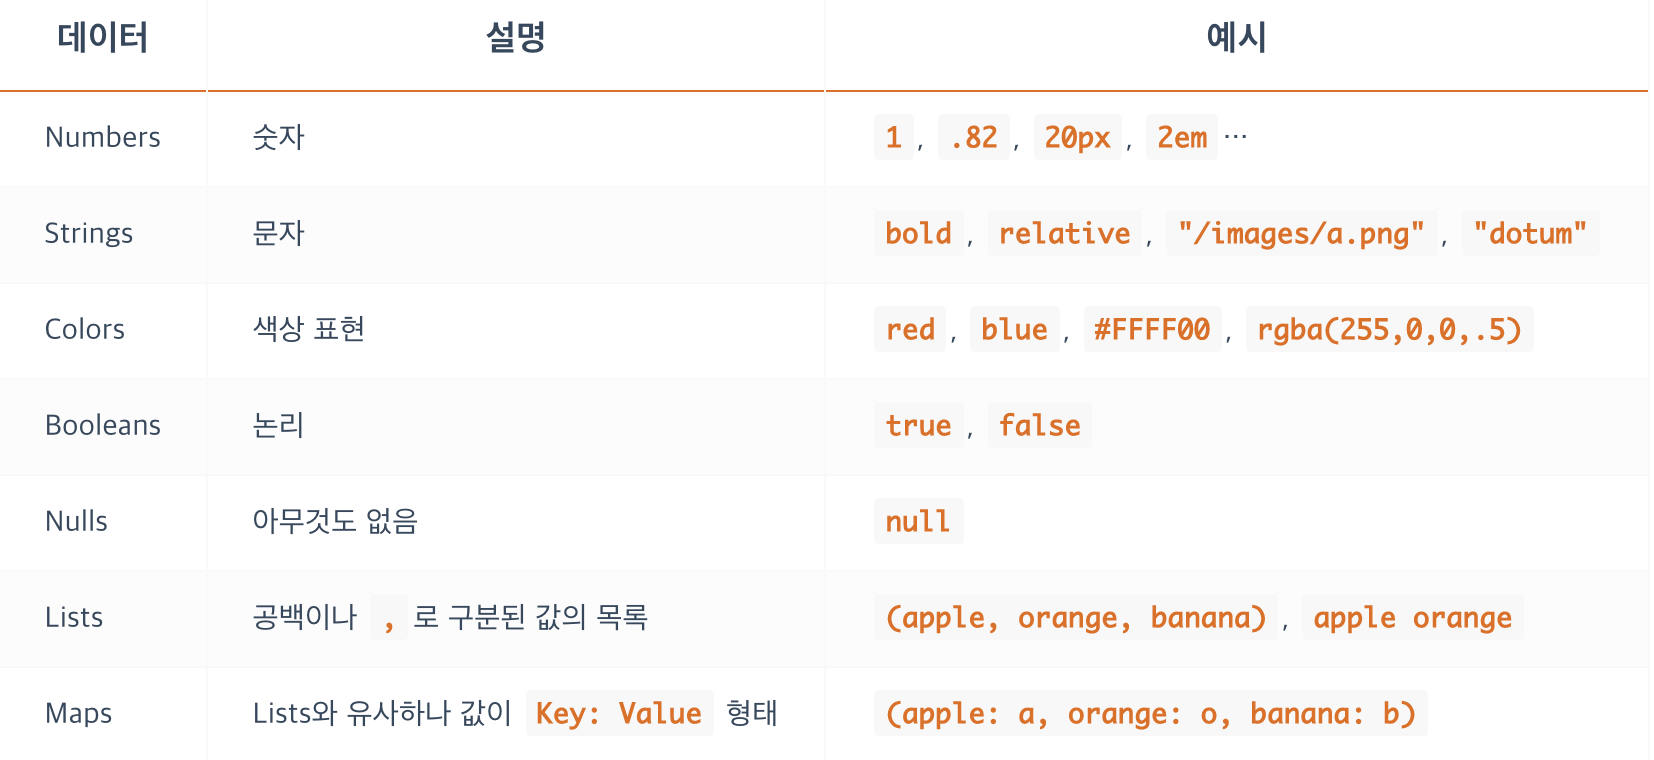 데이터 설명 예시
Numbers 숫자 1 , .82 , 20px , 2em …
Strings 문자 bold , relative , "/images/a.png" , "dotum"
Colors 색상 표현 red , blue , #FFFF00 , rgba(255,0,0,.5)
Booleans 논리 true , false
Nulls 아무것도 없음 null
Lists 공백이나 , 로 구분된 값의 목록 (apple, orange, banana) , apple orange
Maps Lists와 유사하나 값이 Key: Value 형태 (apple: a, orange: o, banana: b)